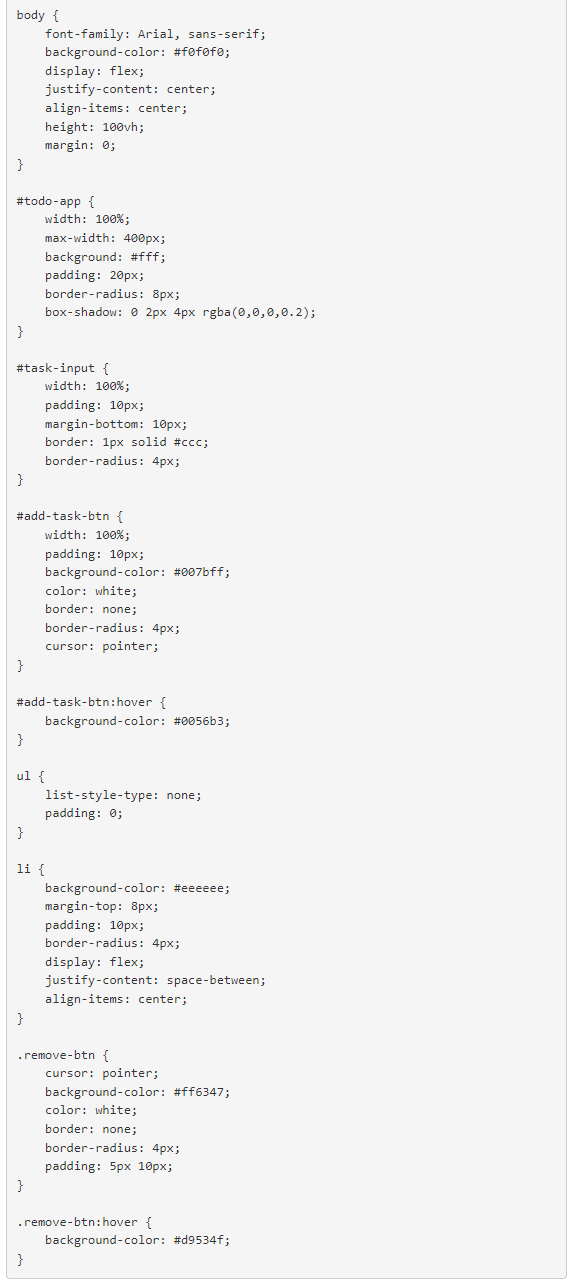 body {
    font-family: Arial, sans-serif;
    background-color: #f0f0f0;
    display: flex;
    justify-content: center;
    align-items: center;
    height: 100vh;
    margin: 0;
}

#todo-app {
    width: 100%;
    max-width: 400px;
    background: #fff;
    padding: 20px;
    border-radius: 8px;
    box-shadow: 0 2px 4px rgba(0,0,0,0.2);
}

#task-input {
    width: 100%;
    padding: 10px;
    margin-bottom: 10px;
    border: 1px solid #ccc;
    border-radius: 4px;
}

#add-task-btn {
    width: 100%;
    padding: 10px;
    background-color: #007bff;
    color: white;
    border: none;
    border-radius: 4px;
    cursor: pointer;
}

#add-task-btn:hover {
    background-color: #0056b3;
}

ul {
    list-style-type: none;
    padding: 0;
}

li {
    background-color: #eeeeee;
    margin-top: 8px;
    padding: 10px;
    border-radius: 4px;
    display: flex;
    justify-content: space-between;
    align-items: center;
}

.remove-btn {
    cursor: pointer;
    background-color: #ff6347;
    color: white;
    border: none;
    border-radius: 4px;
    padding: 5px 10px;
}

.remove-btn:hover {
    background-color: #d9534f;
}